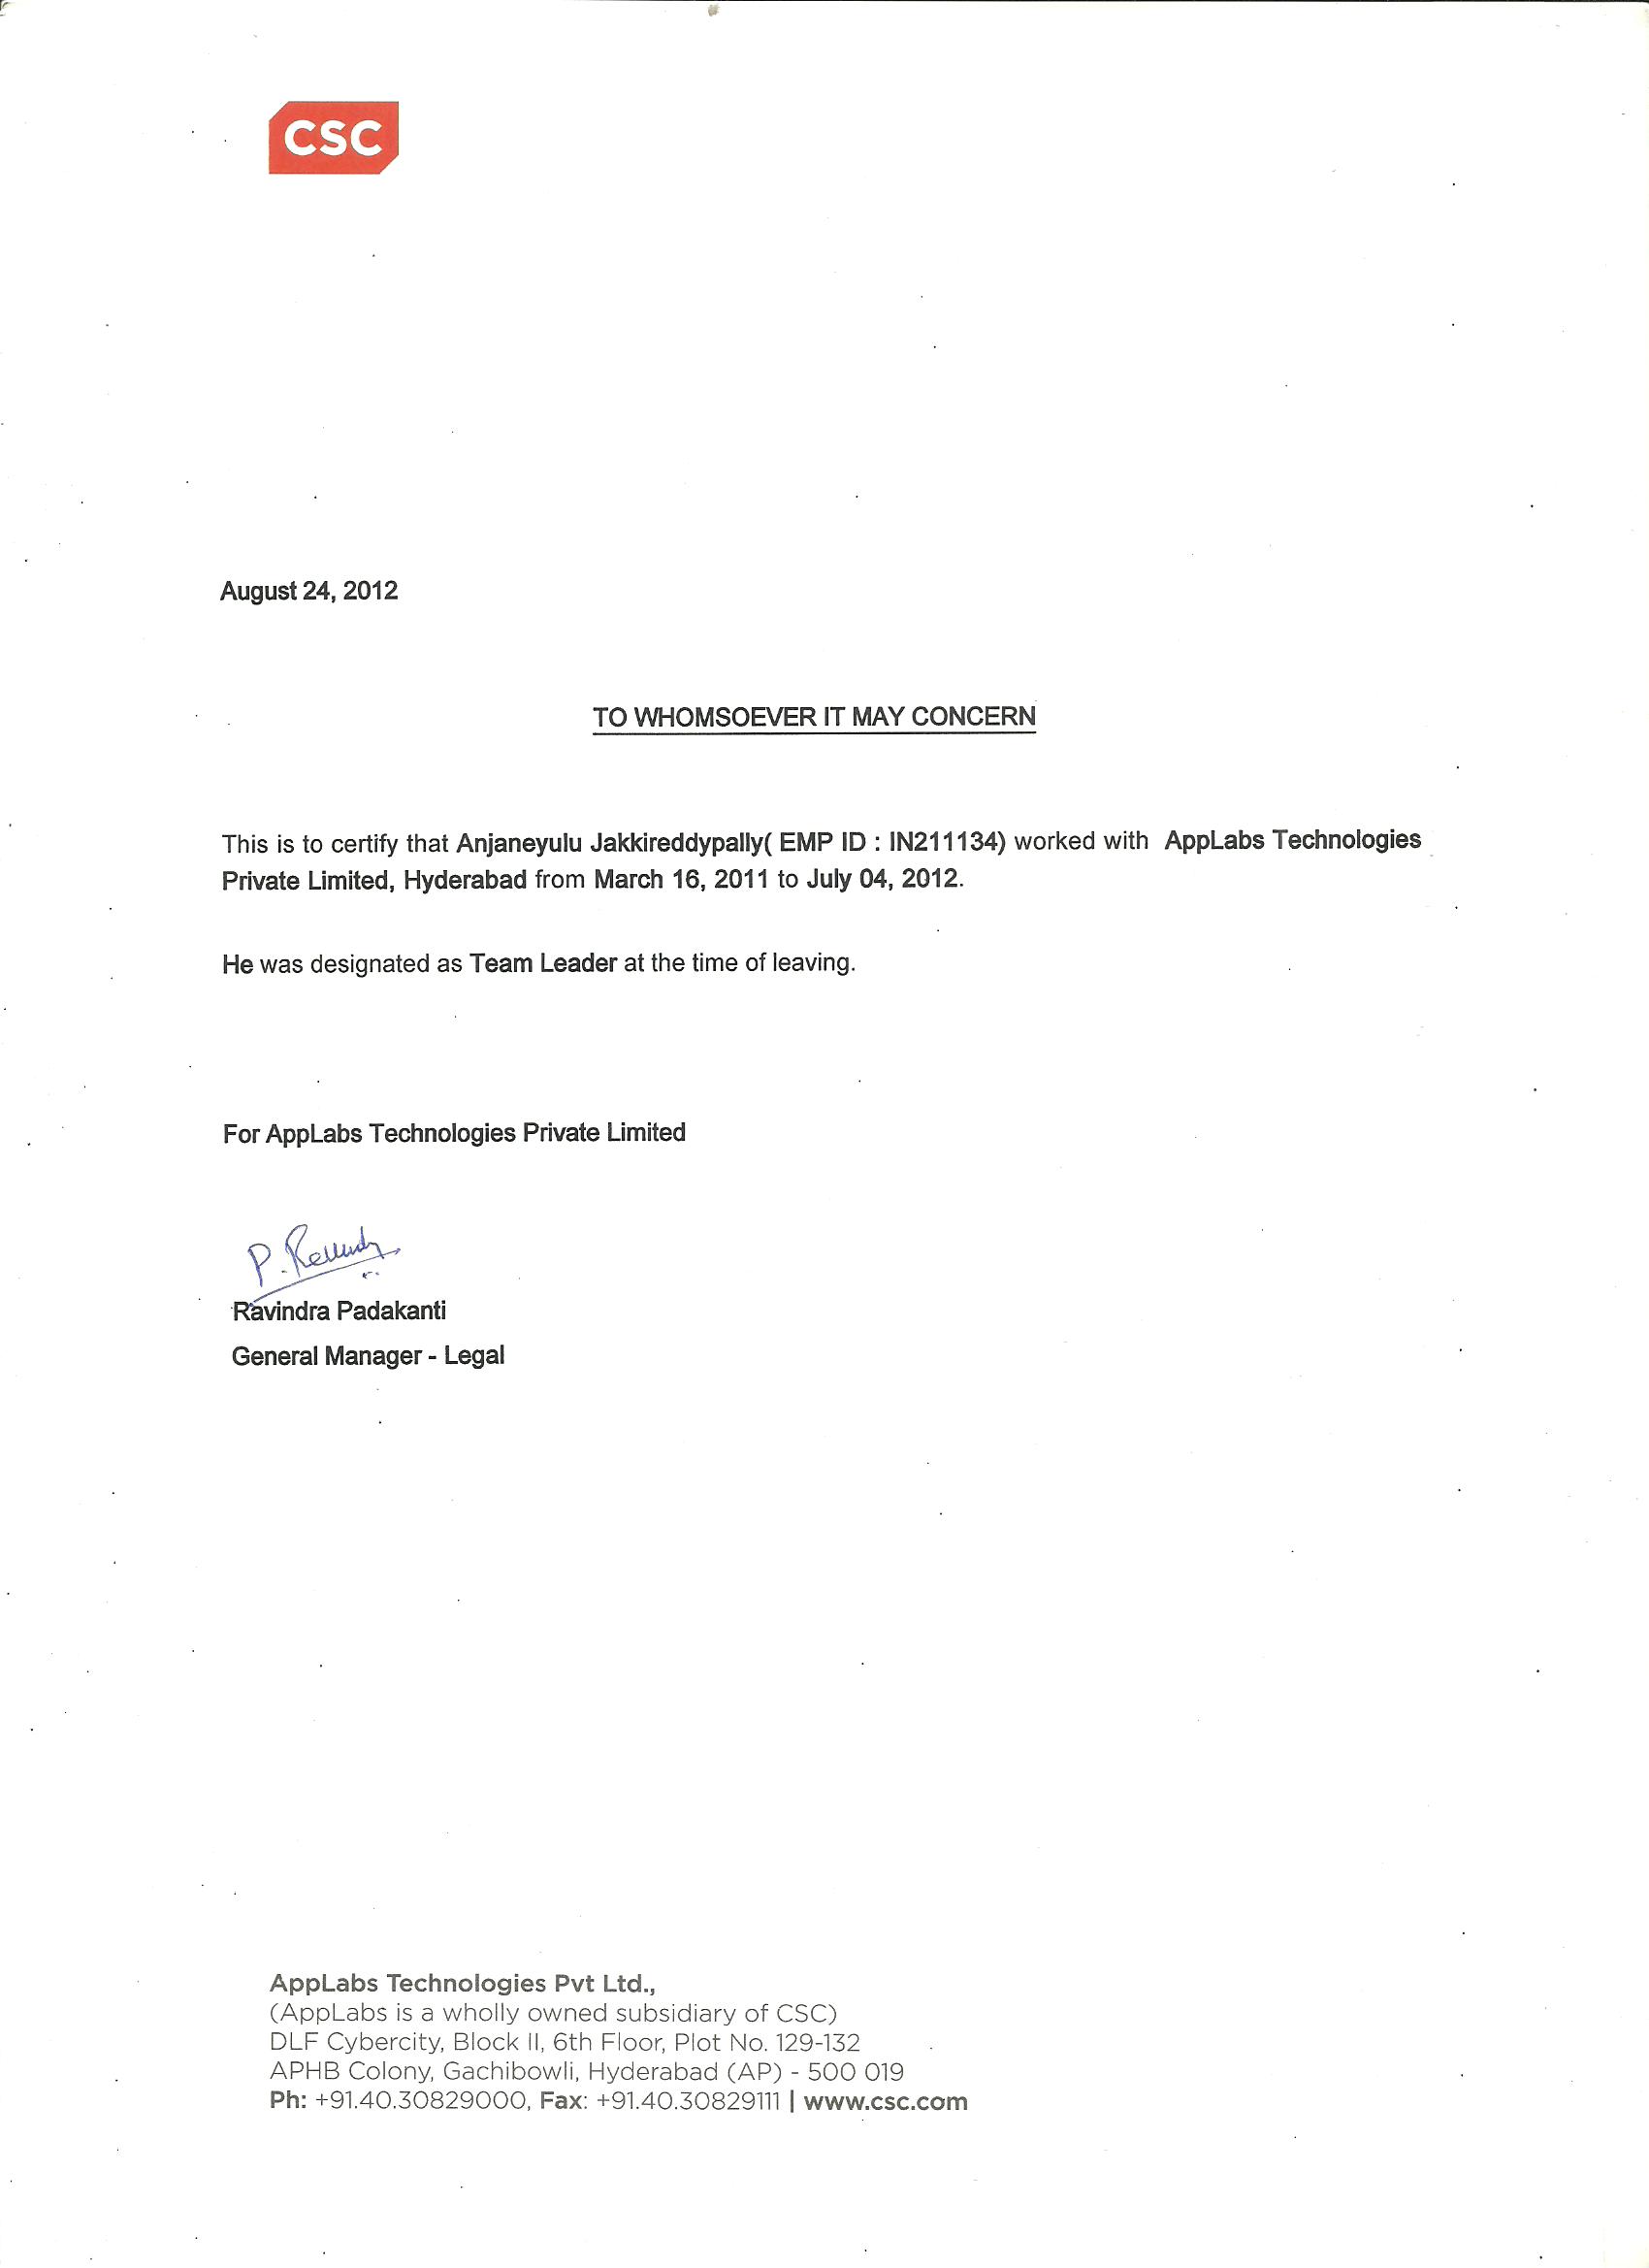 CSC
August 24, 2012
TO WHOMSOEVER IT MAY CONCERN
This is to certify that Anjaneyulu Jakkireddypally( EMP ID : IN211134) worked with AppLabs Technologies
Private Limited, Hyderabad from March 16, 2011 to July 04, 2012.
He was designated as Team Leader at the time of leaving.
For AppLabs Technologies Private Limited
Ravindra Padakanti
General Manager - Legal
AppLabs Technologies Pvt Ltd.,
(AppLabs is a wholly owned subsidiary of CSC)
DLF Cybercity, Block II, 6th Floor, Plot No. 129-132
APHB Colony, Gachibowli, Hyderabad (AP) - 500 019
Ph: +91.40.30829000, Fax: +91.40.30829111 | www.csc.com